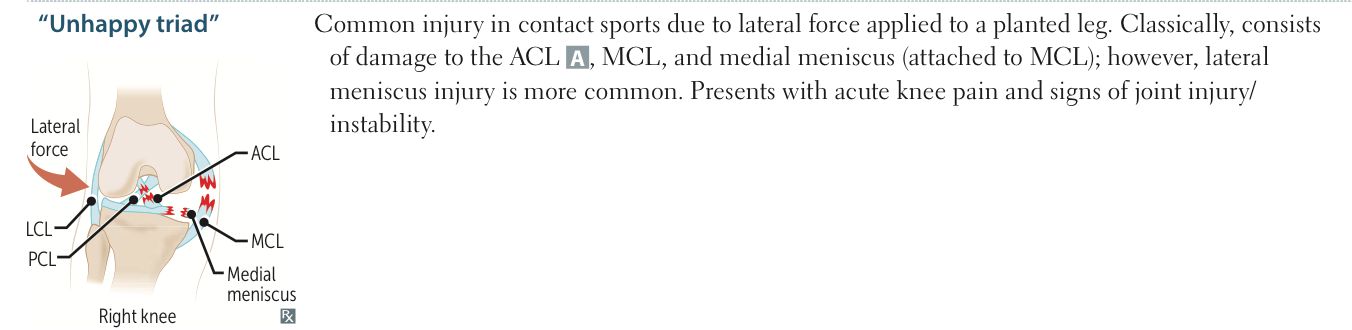 “Unhappy triad”
Common injury in contact sports due to lateral force applied to a planted leg. Classically, consists
of damage to the ACL A, MCL, and medial meniscus (attached to MCL); however, lateral
meniscus injury is more common. Presents with acute knee pain and signs of joint injury/
instability.
Lateral
force
ACL
LCL
PCL
MCL
Medial
meniscus
Right knee
Rx